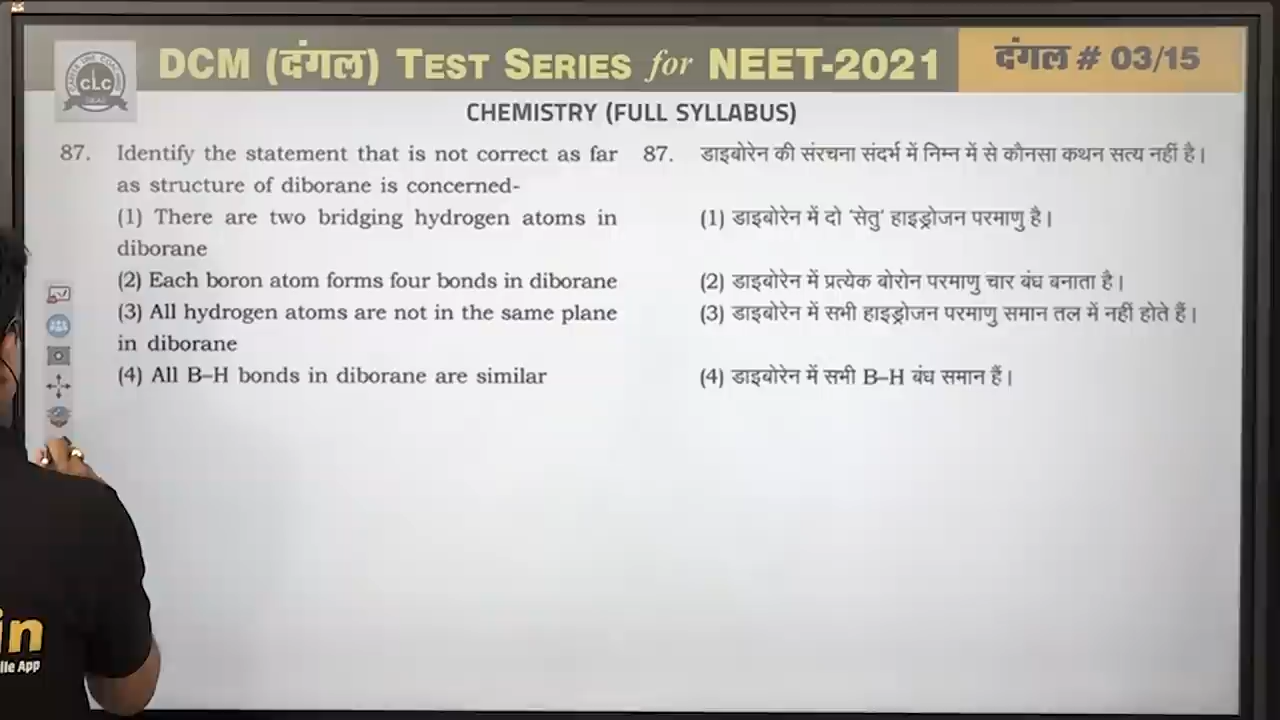 DCM (दंगल) TEST SERIES for NEET-2021
दंगल # 03/15
CLC
CHEMISTRY (FULL SYLLABUS)
87. Identify the statement that is not correct as far
as structure of diborane is concerned-
(1) There are two bridging hydrogen atoms in
diborane
(2) Each boron atom forms four bonds in diborane
(3) All hydrogen atoms are not in the same plane
in diborane
(4) All B–H bonds in diborane are similar
87. डाइबोरेन की संरचना संदर्भ में निम्न में से कौनसा कथन सत्य नहीं है।
(1) डाइबोरेन में दो 'सेतु' हाइड्रोजन परमाणु है।
(2) डाइबोरेन में प्रत्येक बोरोन परमाणु चार बंध बनाता है।
(3) डाइबोरेन में सभी हाइड्रोजन परमाणु समान तल में नहीं होते हैं।
(4) डाइबोरेन में सभी B–H बंध समान हैं।
in
ile App